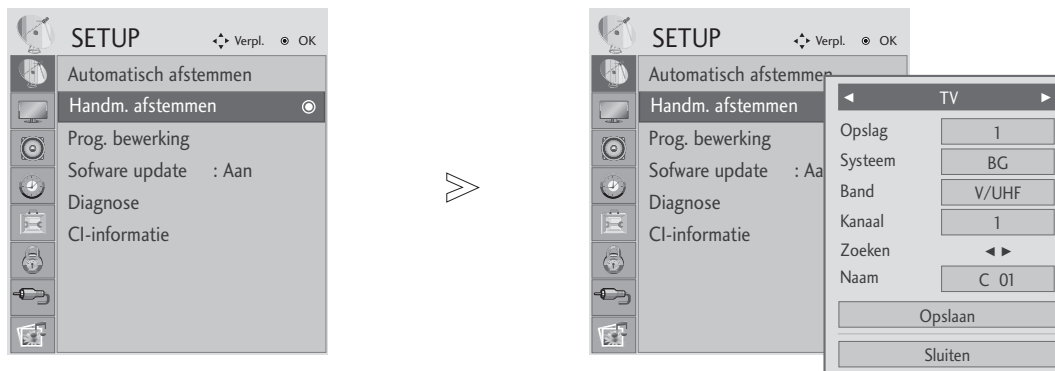 SETUP Verpl. OK
Automatisch afstemmen
Handm. afstemmen
Prog. bewerking
Sofware update : Aan
Diagnose
CI-informatie
SETUP Verpl. OK
Automatisch afstemmen
Handm. afstemmen
Prog. bewerking
Sofware update : Aa
Diagnose
CI-informatie
◄ TV ►
Opslag 1
Systeem BG
Band V/UHF
Kanaal 1
Zoeken ◄ ►
Naam C 01
Opslaan
Sluiten